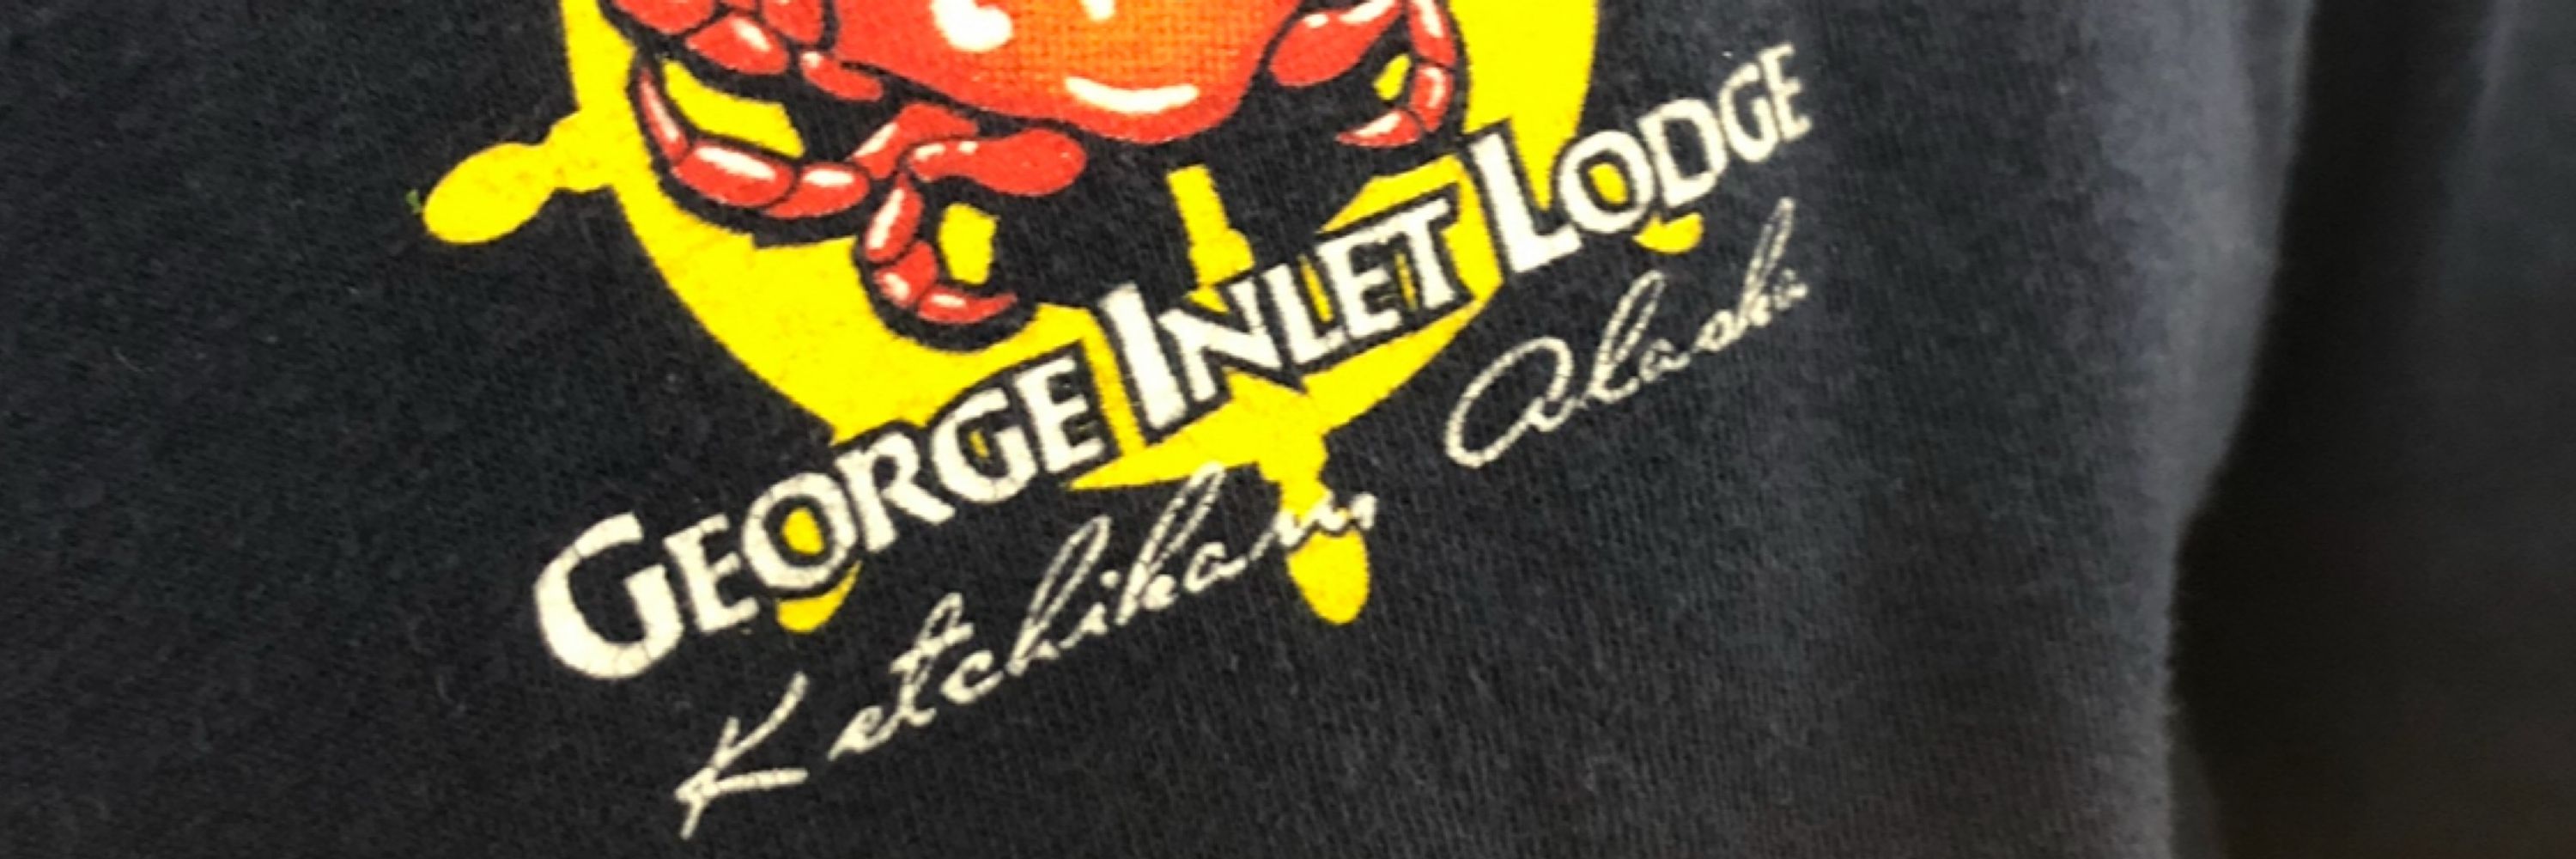 GEORGE INLET LODGE
Ketchikan, Alaska